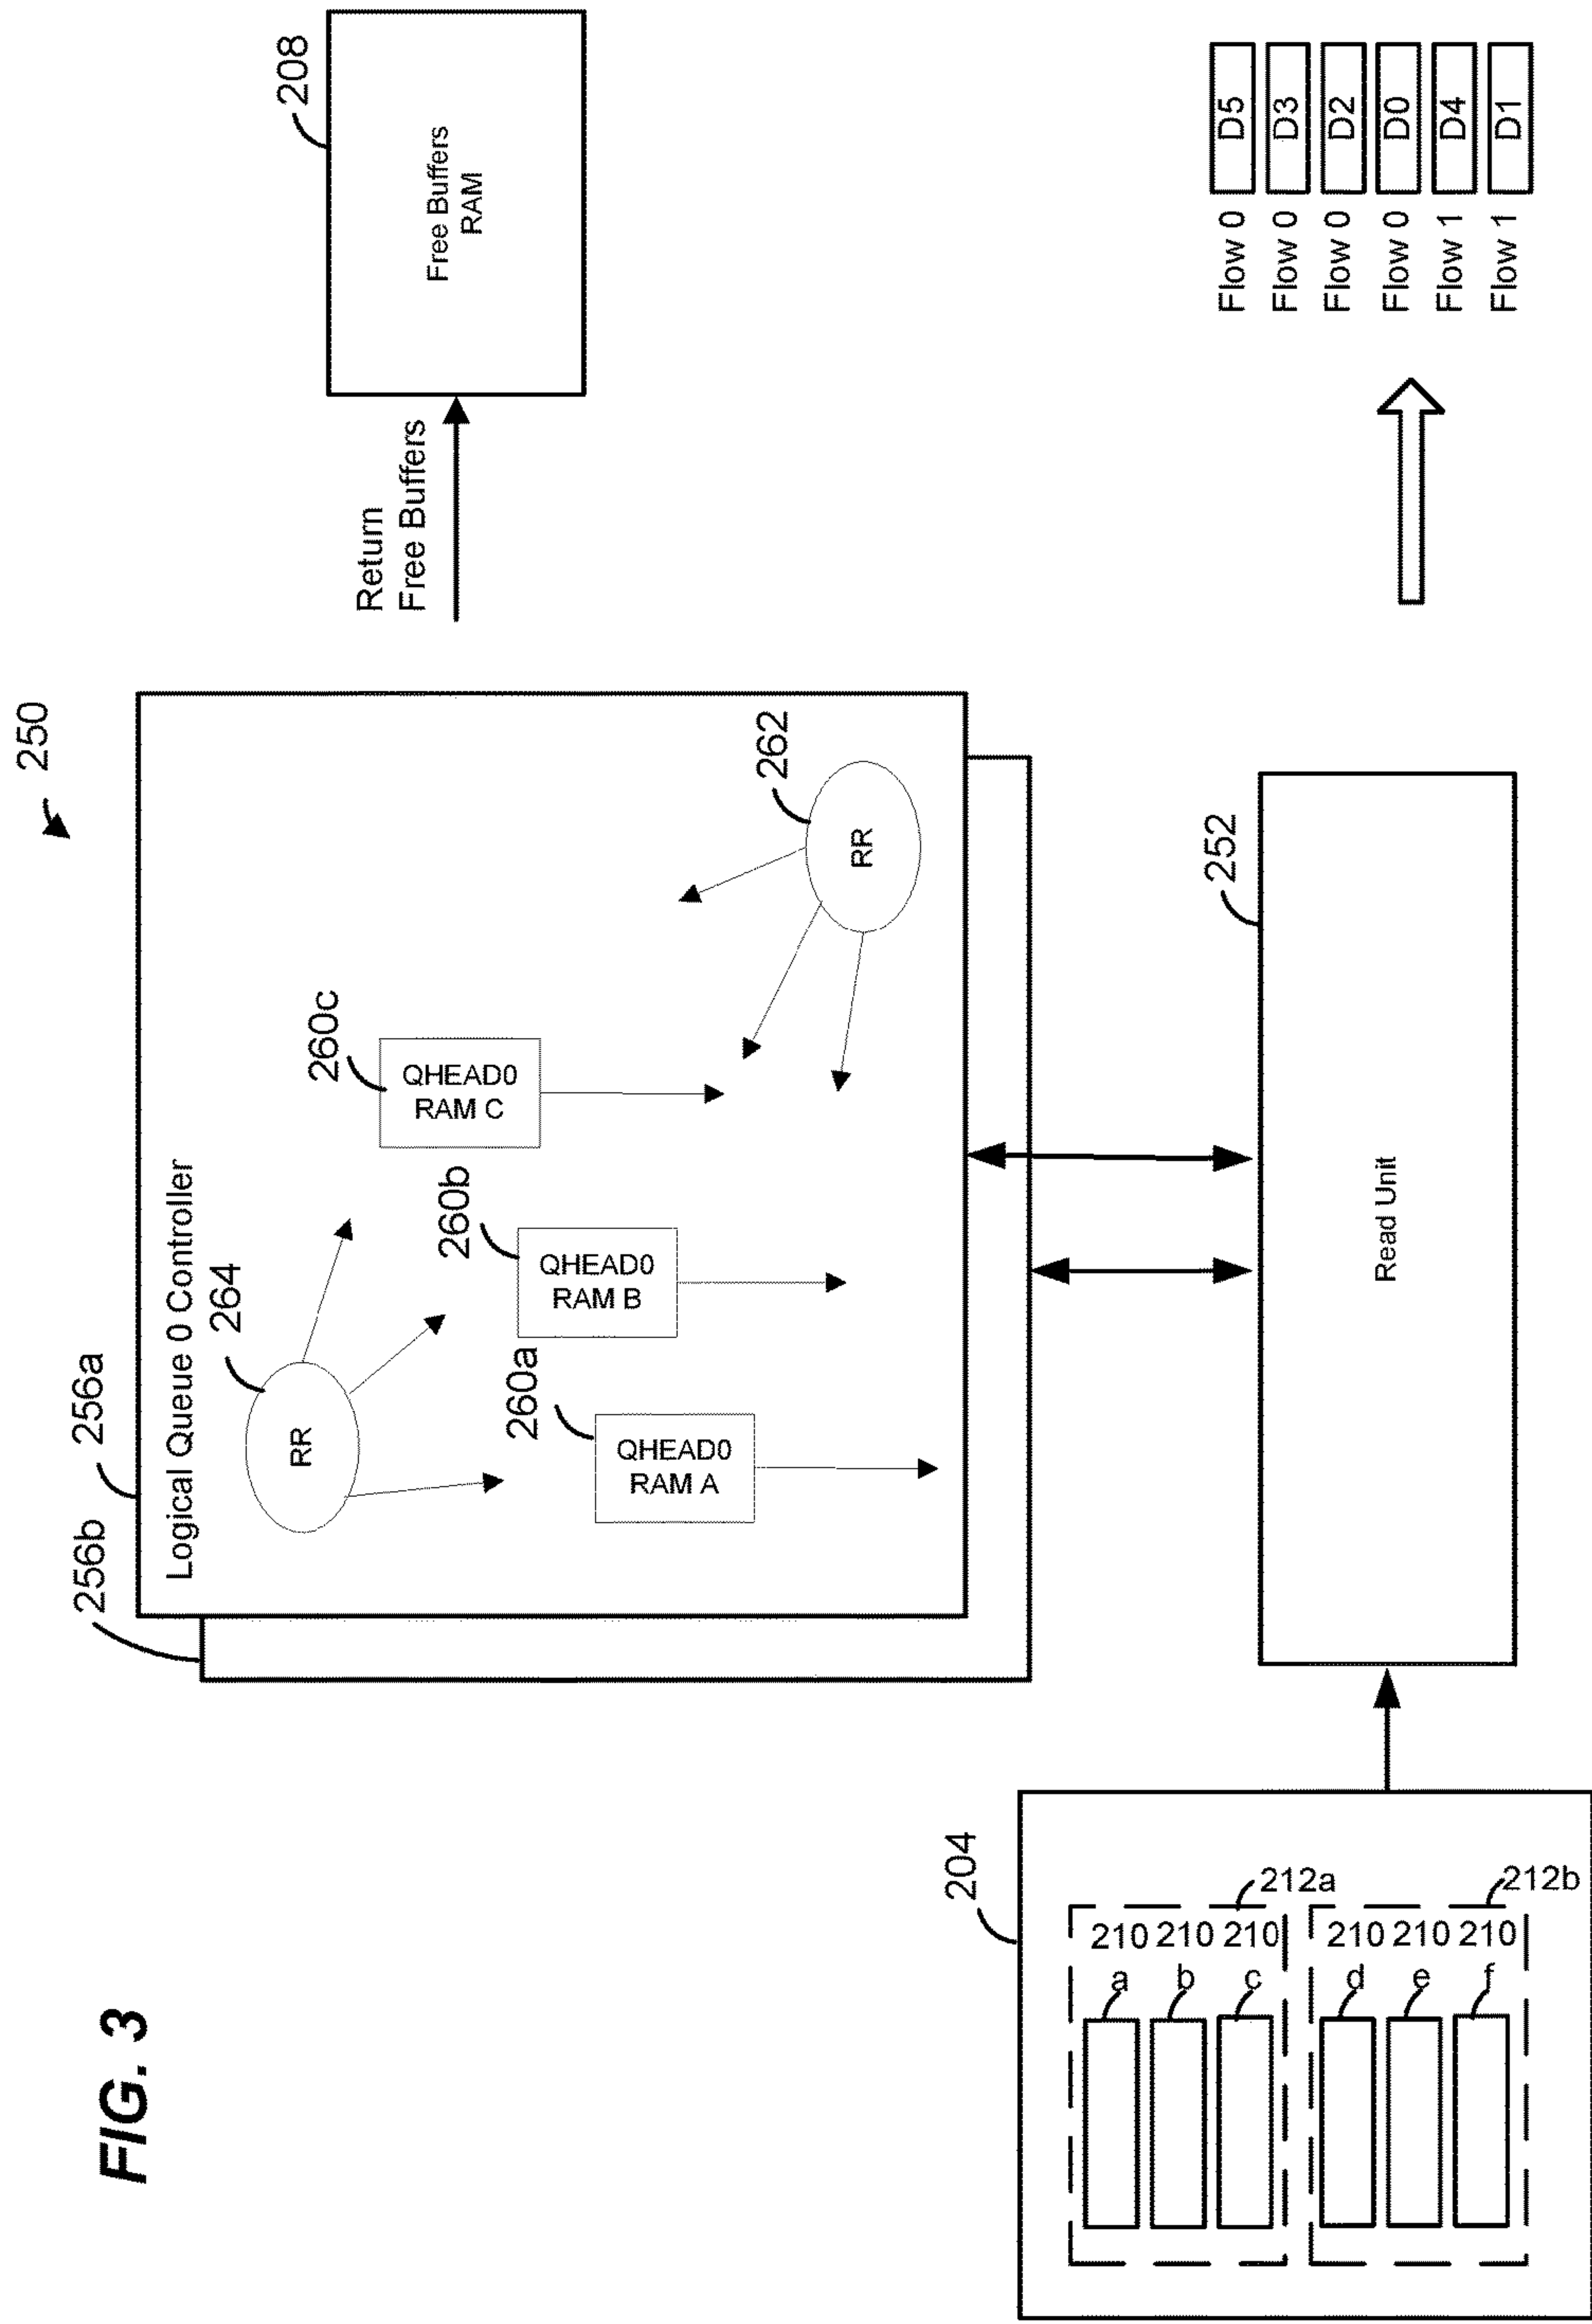 FIG. 3
250
256b
256a
Logical Queue 0 Controller
264
RR
260a
QHEAD0
RAM A
260b
QHEAD0
RAM B
260c
QHEAD0
RAM C
262
RR
Return
Free Buffers
208
Free Buffers
RAM
204
212a
210 210 210
a b c
212b
210 210 210
d e f
252
Read Unit
Flow 0 D5
Flow 0 D3
Flow 0 D2
Flow 0 D0
Flow 1 D4
Flow 1 D1